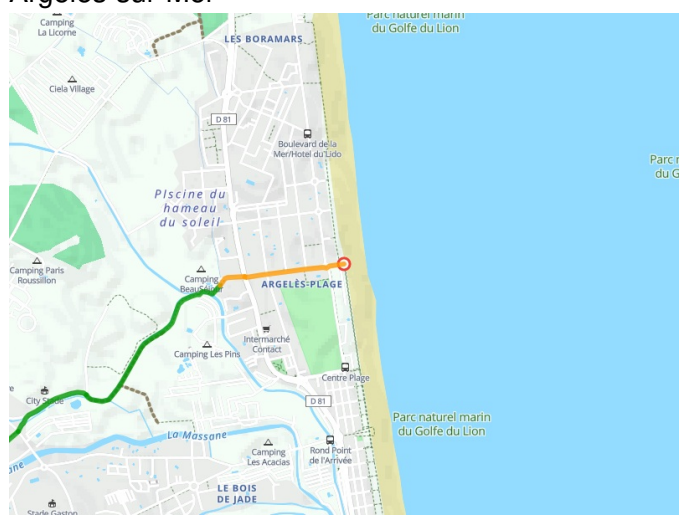 Argelès-sur-Mer
Camping
La Licorne
LES BORAMARS
Parc naturel marin
du Golfe du Lion
Ciela Village
D 81
Boulevard de la
Mer/Hotel du Lido
Parc n
du G
Piscine du
hameau
du soleil
Camping Paris
Roussillon
Camping
BeauSéjour
ARGELÈS-PLAGE
Intermarché
Contact
Camping Les Pins
Centre Plage
City Stade
D 81
Parc naturel marin
du Golfe du Lion
La Massane
Camping
Les Acacias
Rond Point
de l'Arrivée
LE BOIS
DE JADE
Stade Gaston